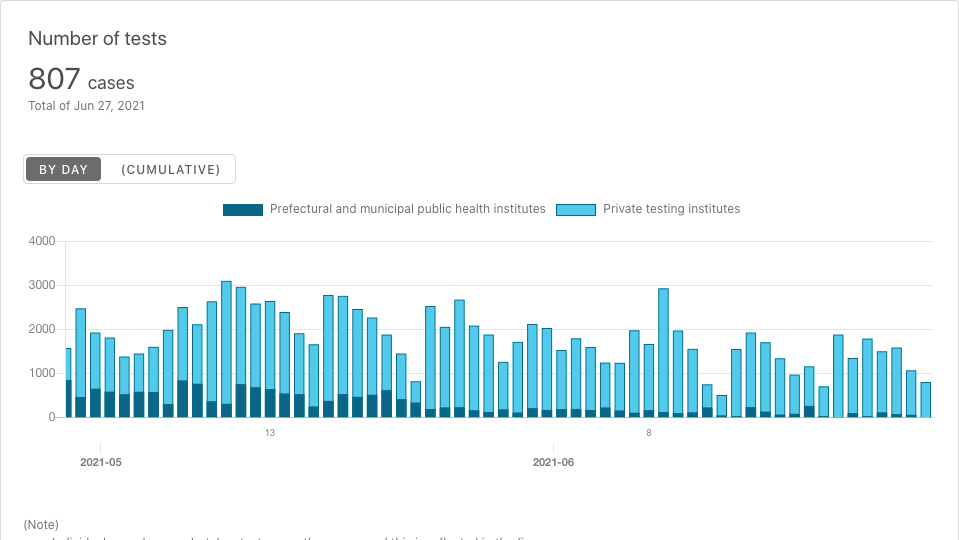 Number of tests
807 cases
Total of Jun 27, 2021
BY DAY (CUMULATIVE)
Prefectural and municipal public health institutes Private testing institutes
4000
3000
2000
1000
0
13 8
2021-05 2021-06
(Note)